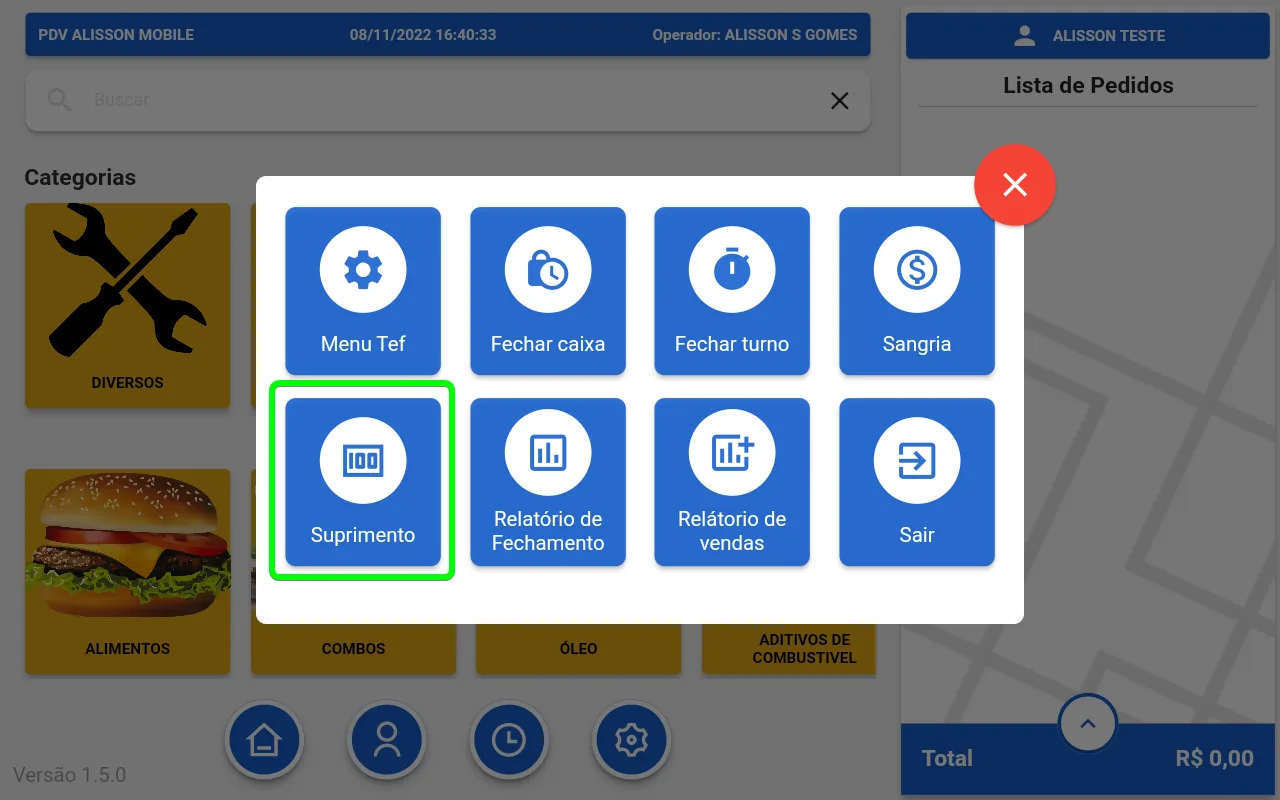 PDV ALISSON MOBILE
08/11/2022 16:40:33
Operador: ALISSON S GOMES
ALISSON TESTE
Buscar
Lista de Pedidos
Categorias
Menu Tef
Fechar caixa
Fechar turno
Sangria
DIVERSOS
100
Suprimento
Relatório de
Fechamento
Relátorio de
vendas
Sair
ALIMENTOS
COMBOS
ÓLEO
ADITIVOS DE
COMBUSTIVEL
Total
R$ 0,00
Versão 1.5.0